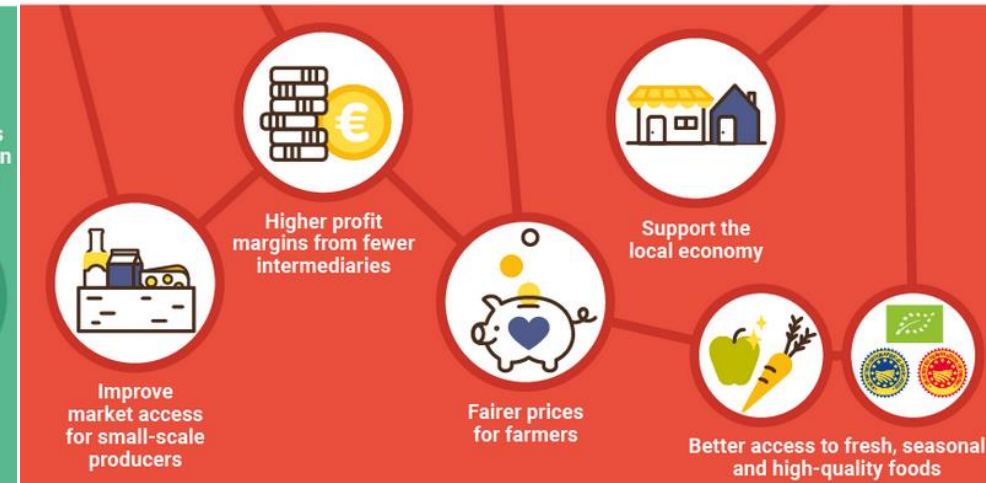 s
n
€
Higher profit
margins from fewer
intermediaries
Support the
local economy
Improve
market access
for small-scale
producers
Fairer prices
for farmers
Better access to fresh, seasonal
and high-quality foods